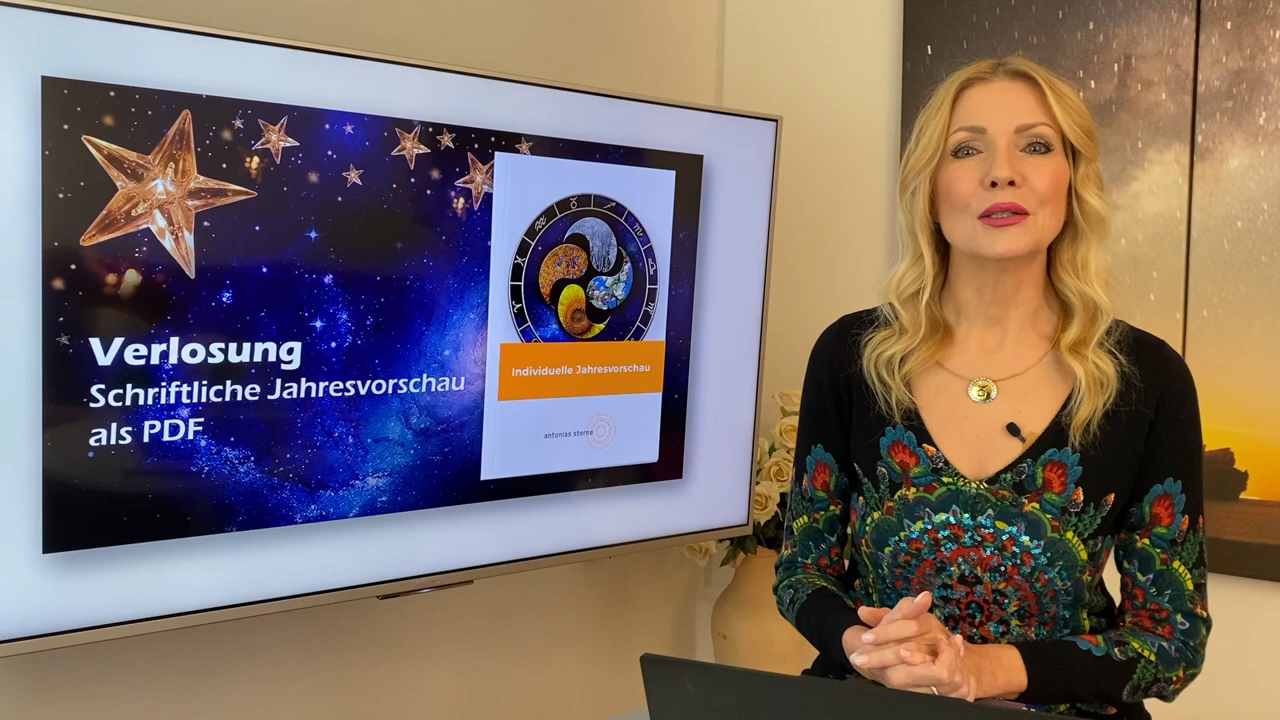 Verlosung
Schriftliche Jahresvorschau
als PDF
Individuelle Jahresvorschau
antonias sterne